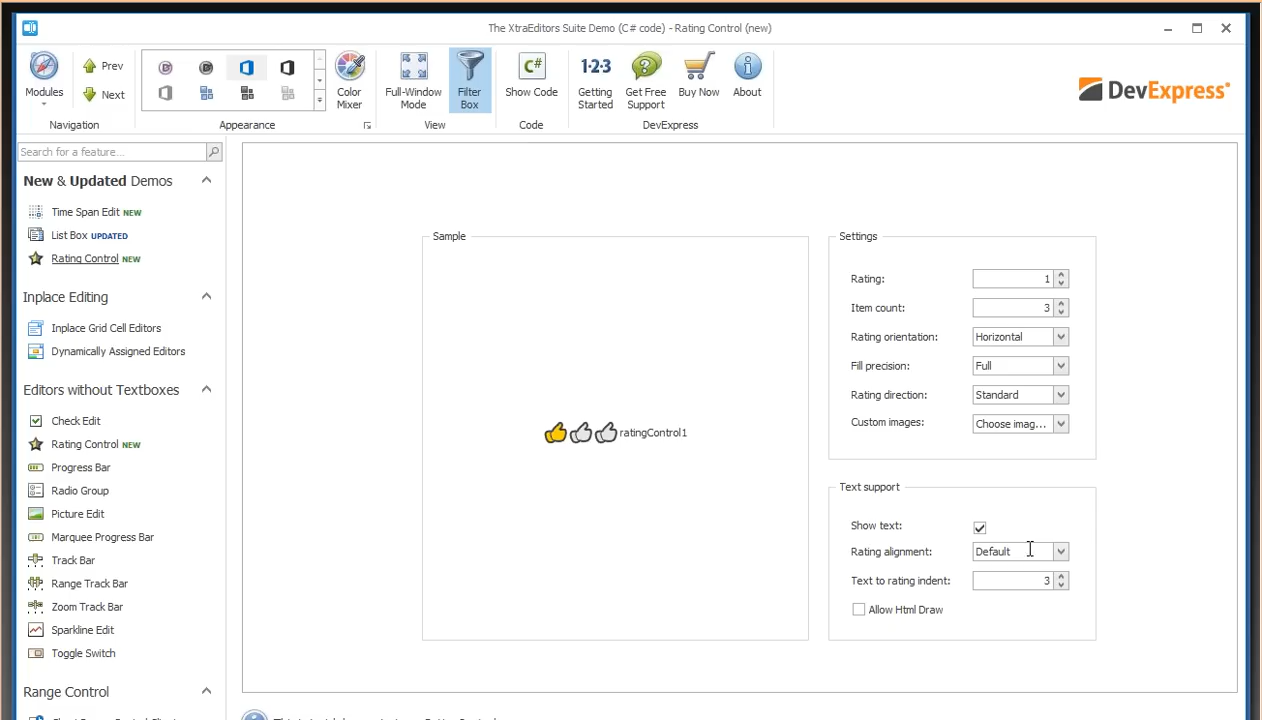 The XtraEditors Suite Demo (C# code) - Rating Control (new)
Modules
Prev
Next
Navigation
Appearance
Color Mixer
Full-Window Mode
Filter Box
View
C#
Show Code
Code
1·2·3
Getting Started
Get Free Support
Buy Now
About
DevExpress
DevExpress
Search for a feature...
New & Updated Demos
Time Span Edit NEW
List Box UPDATED
Rating Control NEW
Inplace Editing
Inplace Grid Cell Editors
Dynamically Assigned Editors
Editors without Textboxes
Check Edit
Rating Control NEW
Progress Bar
Radio Group
Picture Edit
Marquee Progress Bar
Track Bar
Range Track Bar
Zoom Track Bar
Sparkline Edit
Toggle Switch
Range Control
Sample
ratingControl1
Settings
Rating: 1
Item count: 3
Rating orientation: Horizontal
Fill precision: Full
Rating direction: Standard
Custom images: Choose imag...
Text support
Show text:
Rating alignment: Default
Text to rating indent: 3
Allow Html Draw